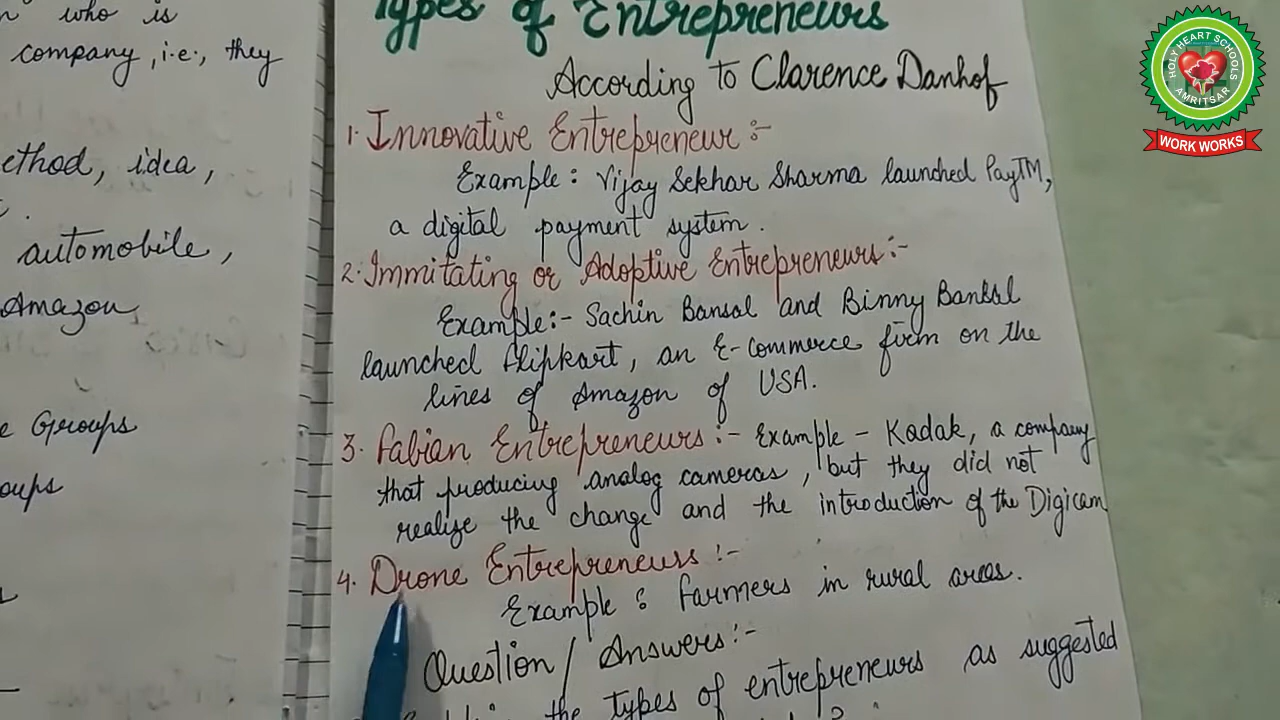 who is
company, i.e., they
ethod, idea,
automobile,
Amazon
e Groups
oups
Types of Entrepreneurs
According to Clarence Danhof
1. Innovative Entrepreneur :-
Example : Vijay Sekhar Sharma launched PayTM,
a digital payment system.
2. Immitating or Adoptive Entrepreneurs :-
Example :- Sachin Bansal and Binny Bansal
launched Flipkart, an E-commerce firm on the
lines of Amazon of USA.
3. Fabian Entrepreneurs :- Example - Kadak, a company
that producing analog cameras, but they did not
realize the change and the introduction of the Digicam
4. Drone Entrepreneurs :-
Example : Farmers in rural areas.
Question / Answers :-
the types of entrepreneurs as suggested
HOLY HEART SCHOOLS
AMRITSAR
WORK WORKS